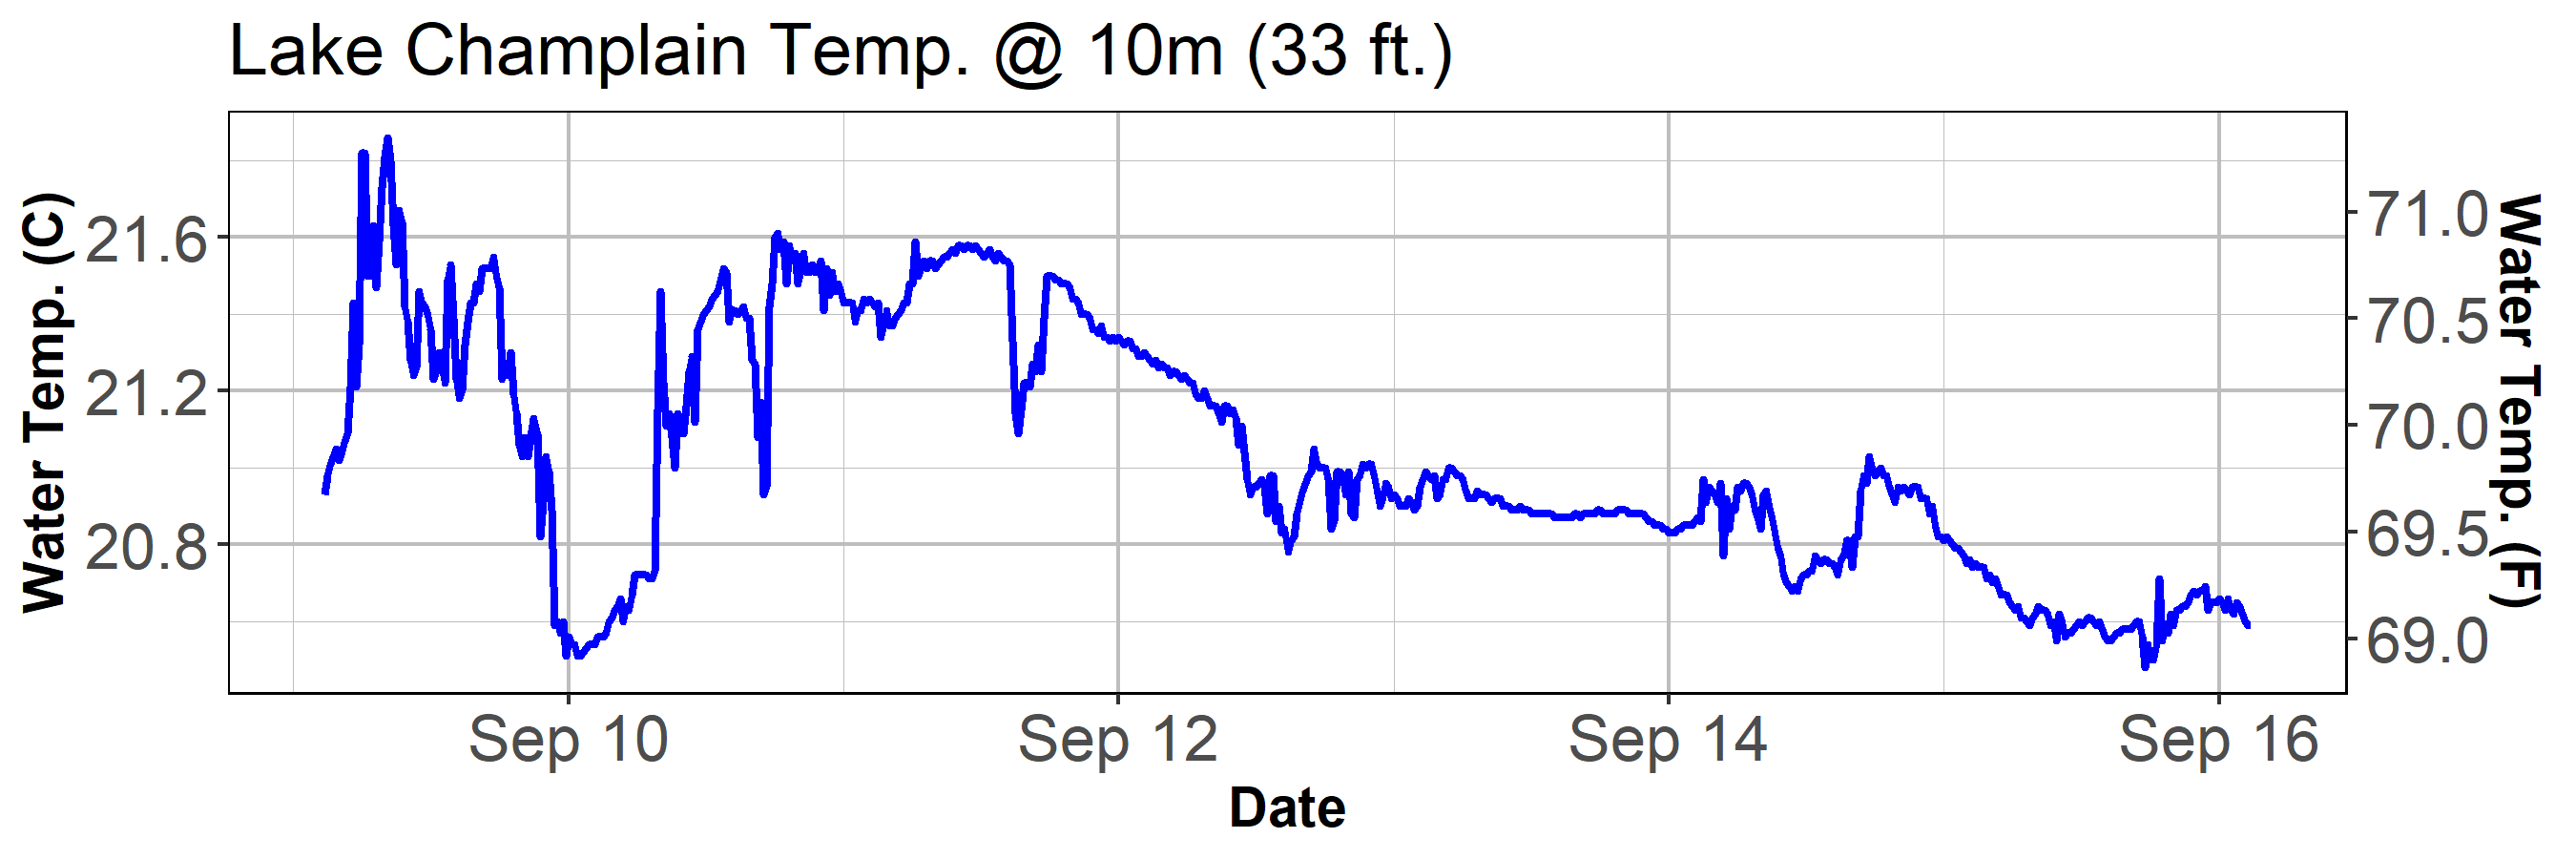 Lake Champlain Temp. @ 10m (33 ft.)
Water Temp. (C)
21.6
21.2
20.8
71.0
70.5
70.0
69.5
69.0
Water Temp. (F)
Sep 10
Sep 12
Sep 14
Sep 16
Date